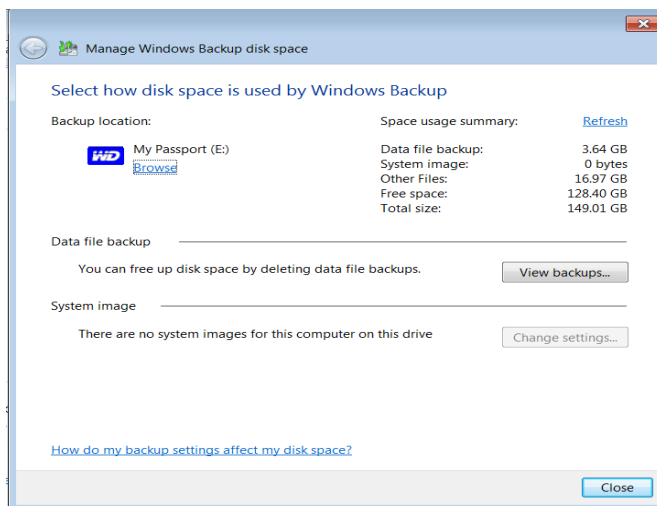 Manage Windows Backup disk space
Select how disk space is used by Windows Backup
Backup location:
WD
My Passport (E:)
Browse
Space usage summary: Refresh
Data file backup: 3.64 GB
System image: 0 bytes
Other Files: 16.97 GB
Free space: 128.40 GB
Total size: 149.01 GB
Data file backup
You can free up disk space by deleting data file backups.
View backups...
System image
There are no system images for this computer on this drive
Change settings...
How do my backup settings affect my disk space?
Close